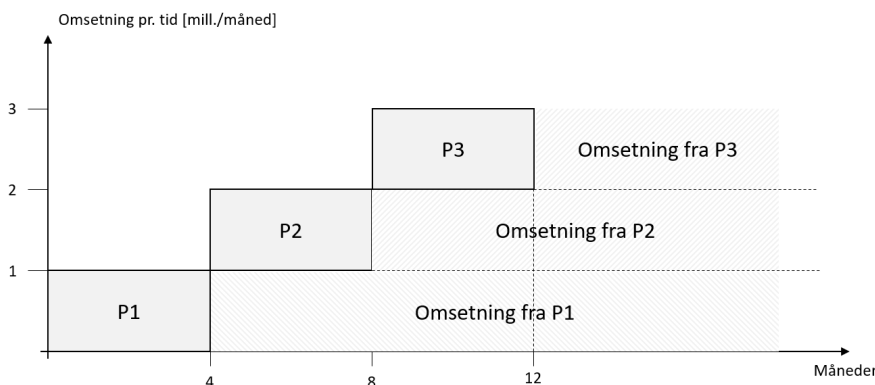 Omsetning pr. tid [mill./måned]
3
P3
Omsetning fra P3
2
P2
Omsetning fra P2
1
P1
Omsetning fra P1
4
8
12
Måneder